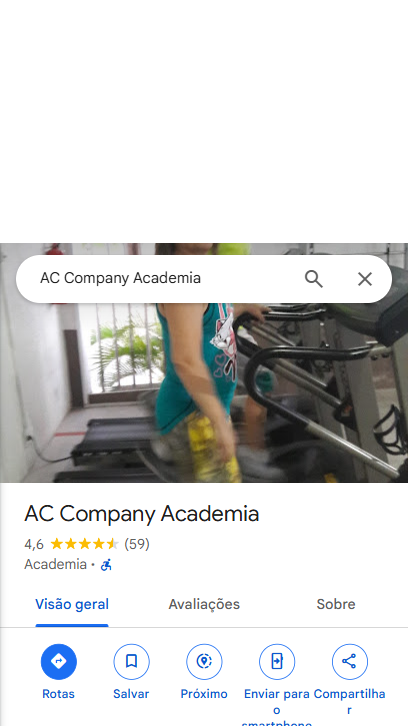 AC Company Academia
AC Company Academia
4,6 (59)
Academia ·
Visão geral Avaliações Sobre
Rotas Salvar Próximo Enviar para o smartphone Compartilhar